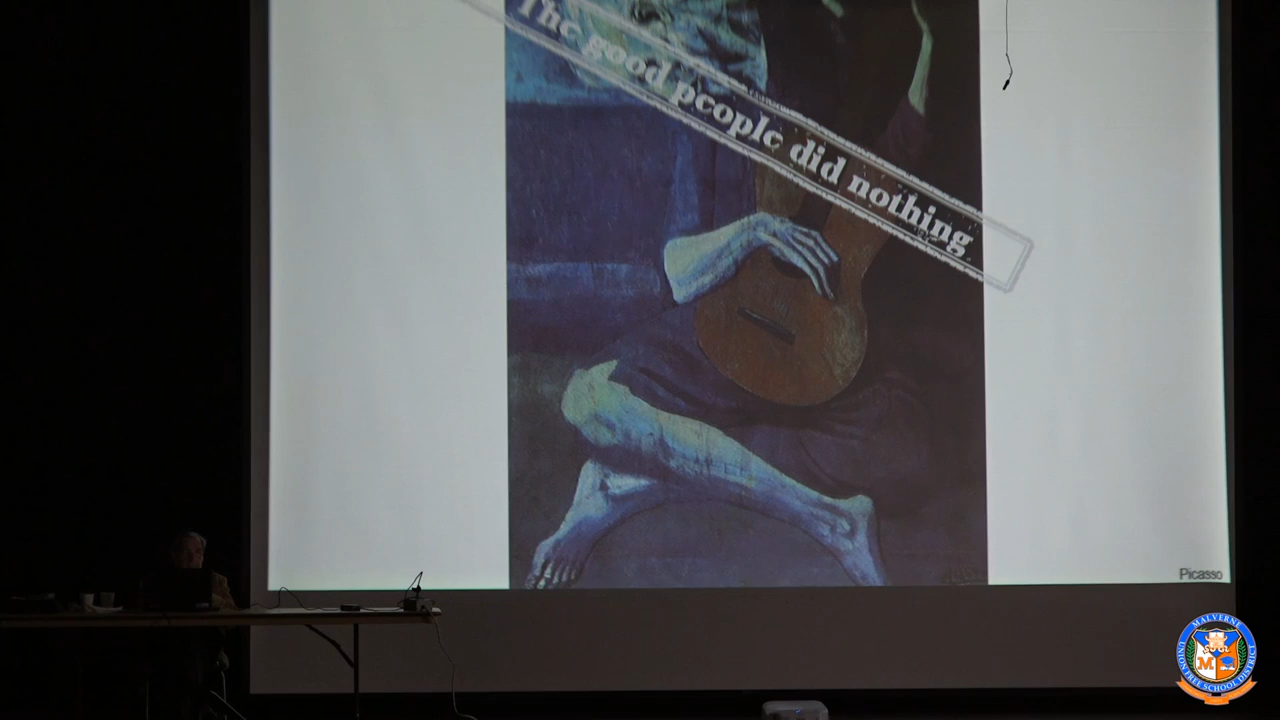 The good people did nothing
Picasso
MALVERNE
UNION FREE SCHOOL DISTRICT
M